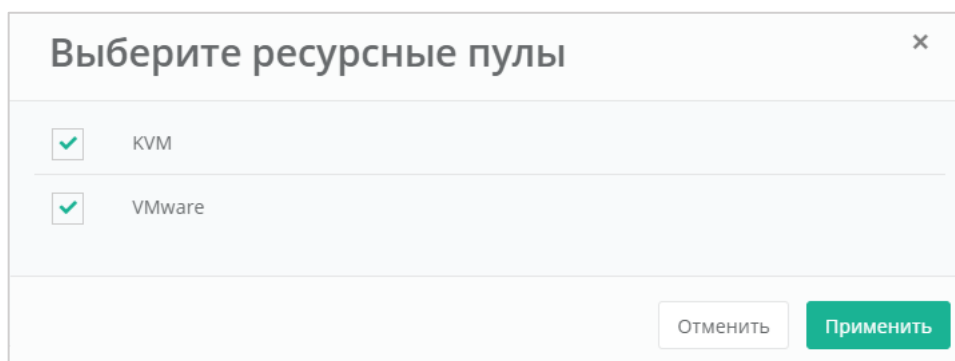 Выберите ресурсные пулы
KVM
VMware
Отменить
Применить